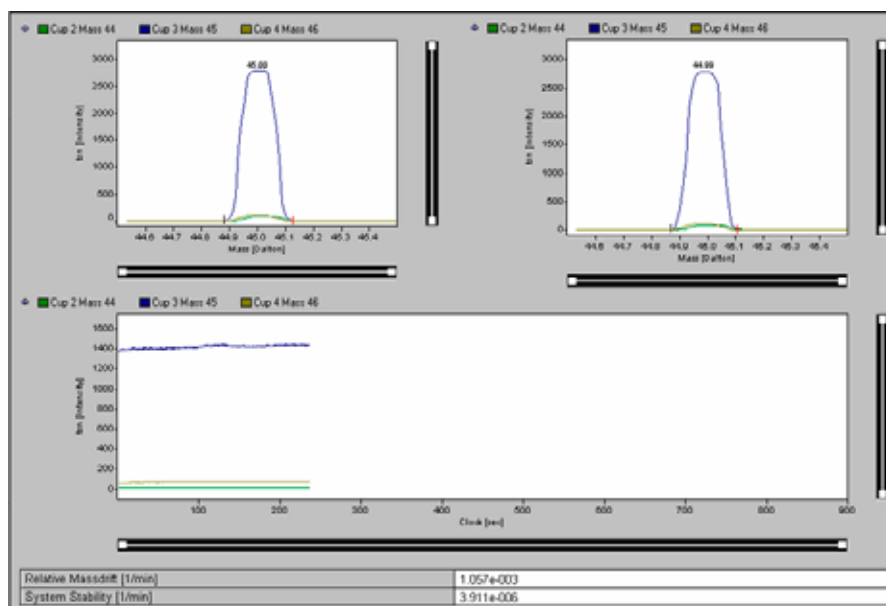 Cup 2 Mass 44 Cup 3 Mass 45 Cup 4 Mass 46
Ion [Intensity]
3000
2500
2000
1500
1000
500
0
45.00
44.6 44.7 44.8 44.9 45.0 45.1 45.2 45.3 45.4
Mass [Dalton]
Cup 2 Mass 44 Cup 3 Mass 45 Cup 4 Mass 46
Ion [Intensity]
3000
2500
2000
1500
1000
500
0
44.99
44.6 44.7 44.8 44.9 45.0 45.1 45.2 45.3 45.4
Mass [Dalton]
Cup 2 Mass 44 Cup 3 Mass 45 Cup 4 Mass 46
Ion [Intensity]
1600
1400
1200
1000
800
600
400
200
0
100 200 300 400 500 600 700 800 900
Clock [sec]
Relative Massdrift [1/min] 1.057e-003
System Stability [1/min] 3.911e-006